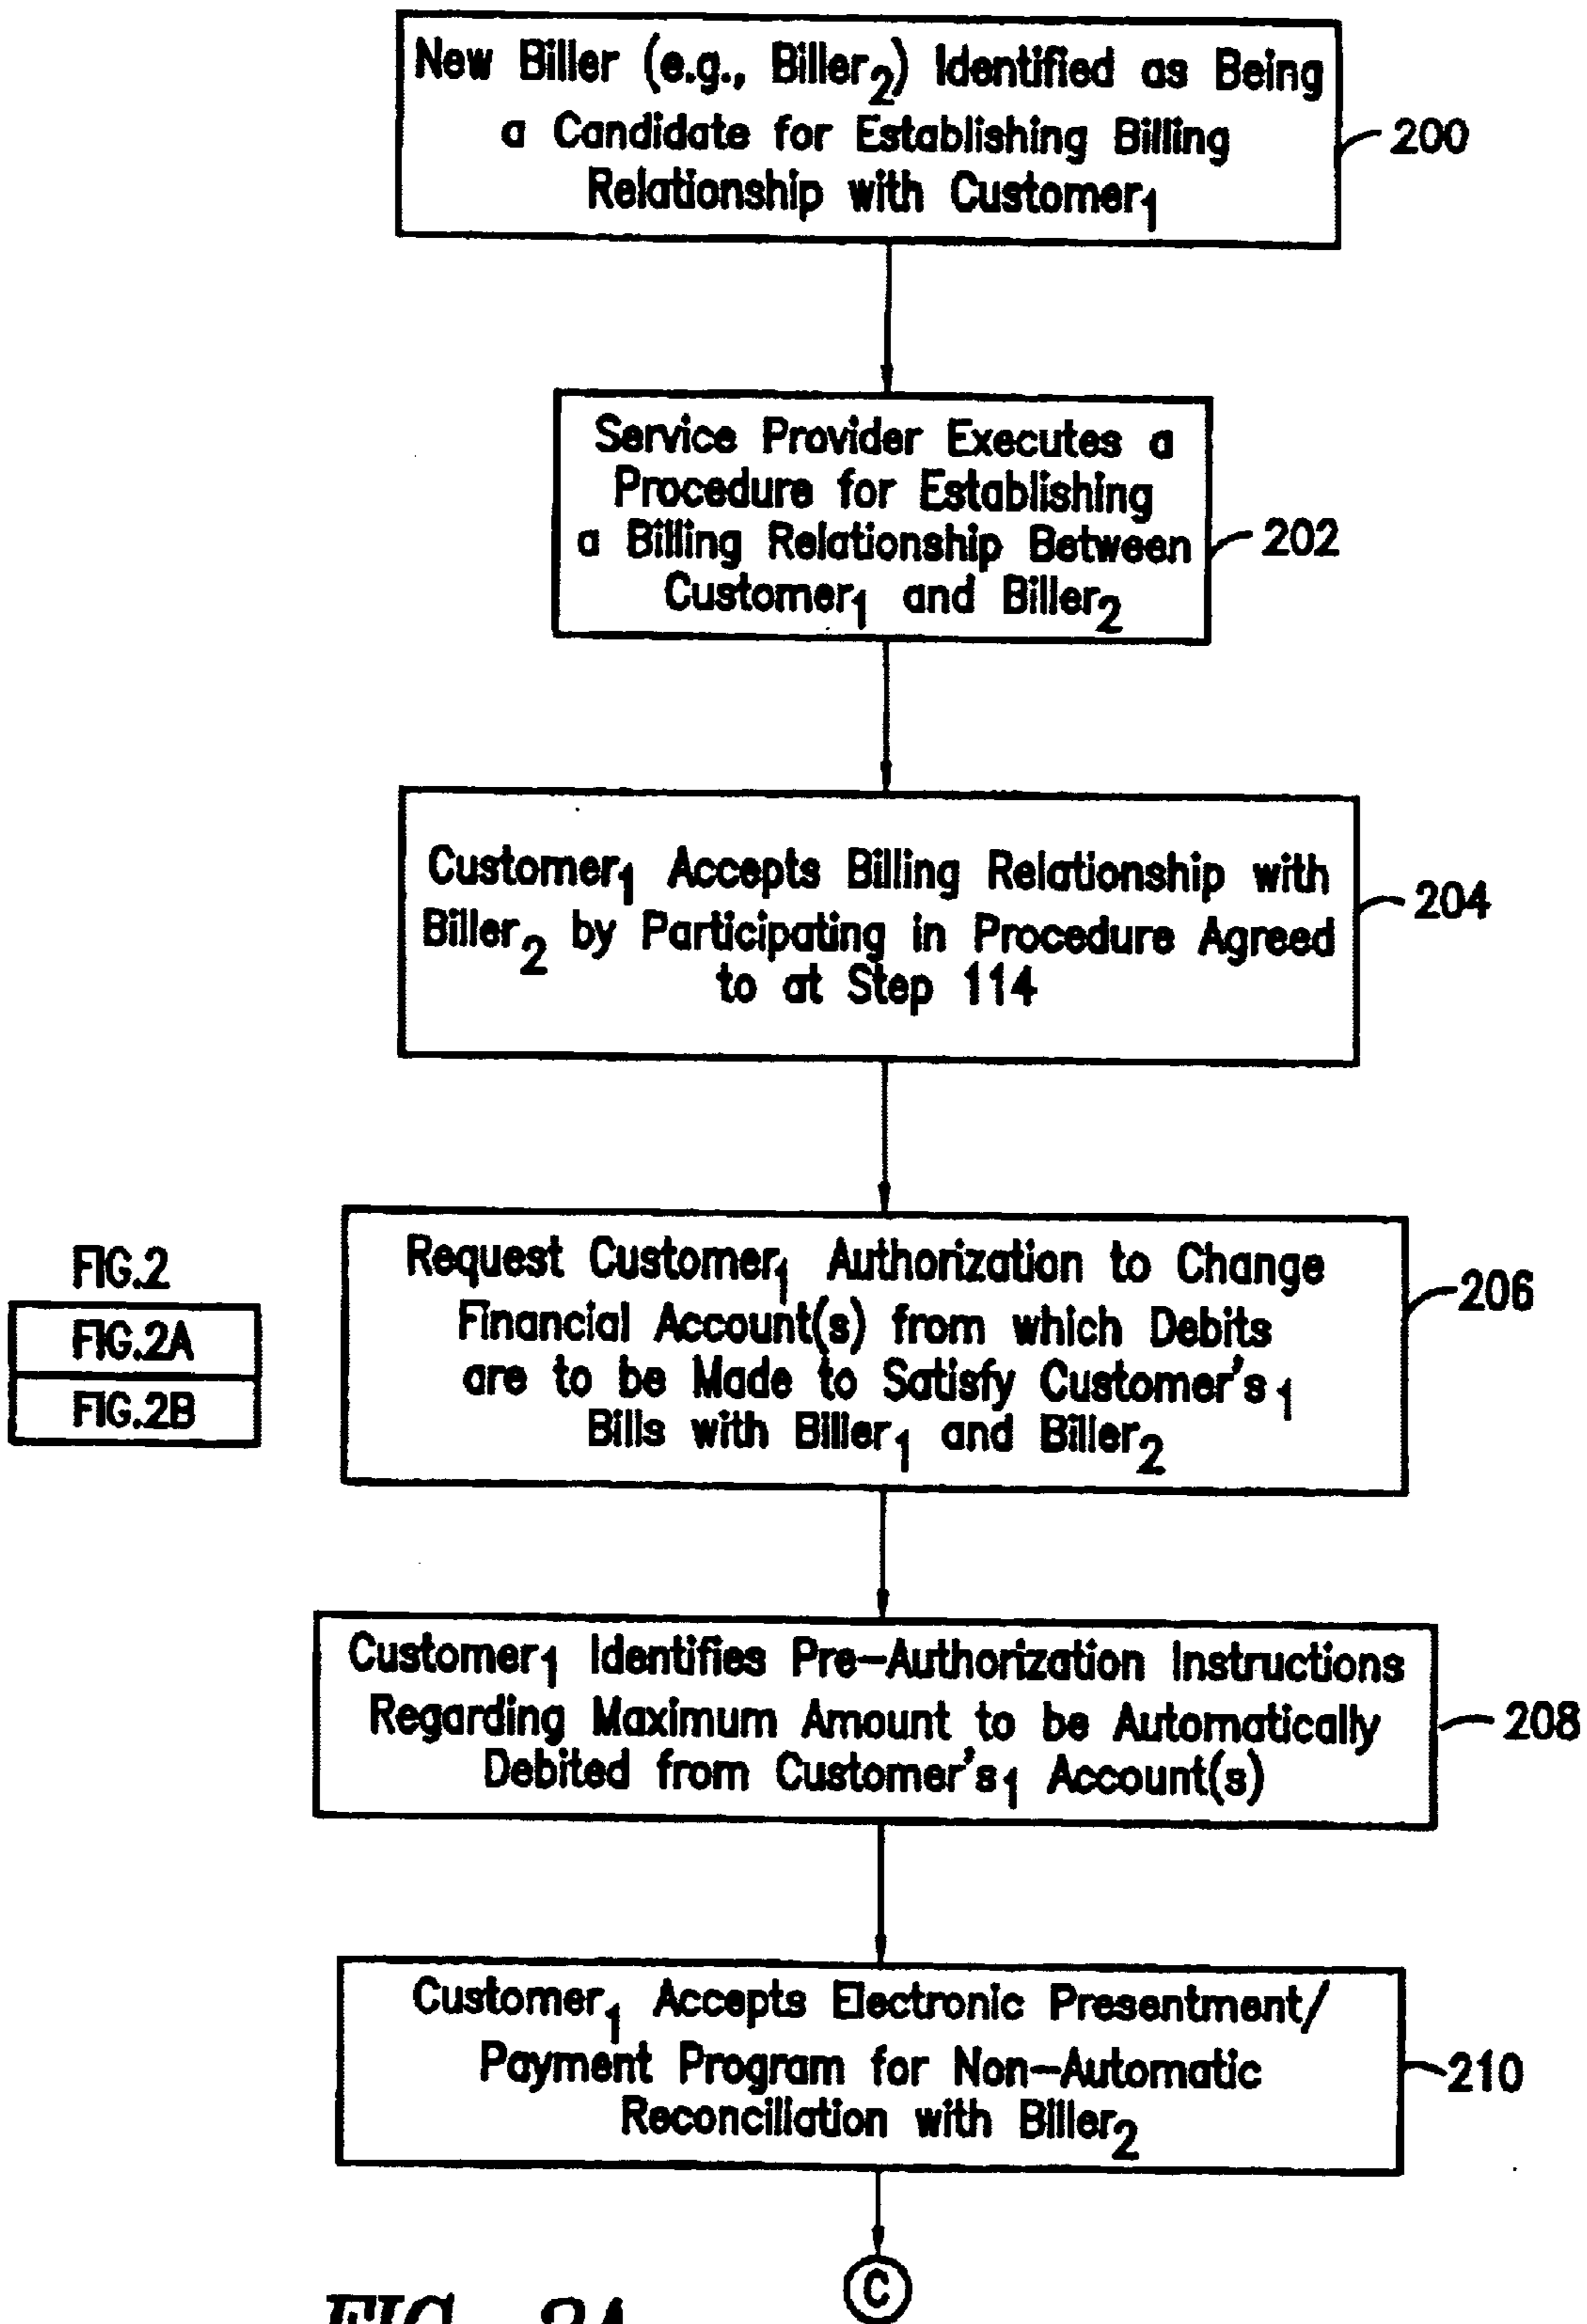 New Biller (e.g., Biller₂) Identified as Being
a Candidate for Establishing Billing
Relationship with Customer₁
200
Service Provider Executes a
Procedure for Establishing
a Billing Relationship Between
Customer₁ and Biller₂
202
Customer₁ Accepts Billing Relationship with
Biller₂ by Participating in Procedure Agreed
to at Step 114
204
Request Customer₁ Authorization to Change
Financial Account(s) from which Debits
are to be Made to Satisfy Customer's₁
Bills with Biller₁ and Biller₂
206
FIG.2
FIG.2A
FIG.2B
Customer₁ Identifies Pre-Authorization Instructions
Regarding Maximum Amount to be Automatically
Debited from Customer's₁ Account(s)
208
Customer₁ Accepts Electronic Presentment/
Payment Program for Non-Automatic
Reconciliation with Biller₂
210
C
FIG. 2A